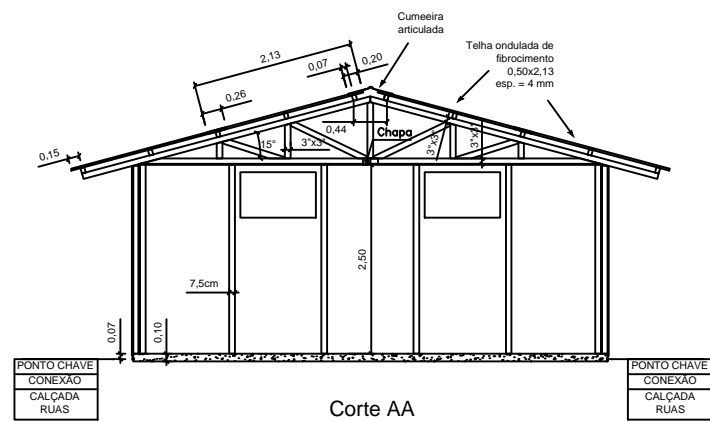 Cumeeira
articulada
2,13
0,07
0,20
Telha ondulada de
fibrocimento
0,50x2,13
esp. = 4 mm
0,26
0,44
Chapa
0,15
15°
3"x3"
3"x3"
3"x3"
2,50
7,5cm
0,07
0,10
PONTO CHAVE
CONEXÃO
CALÇADA
RUAS
PONTO CHAVE
CONEXÃO
CALÇADA
RUAS
Corte AA